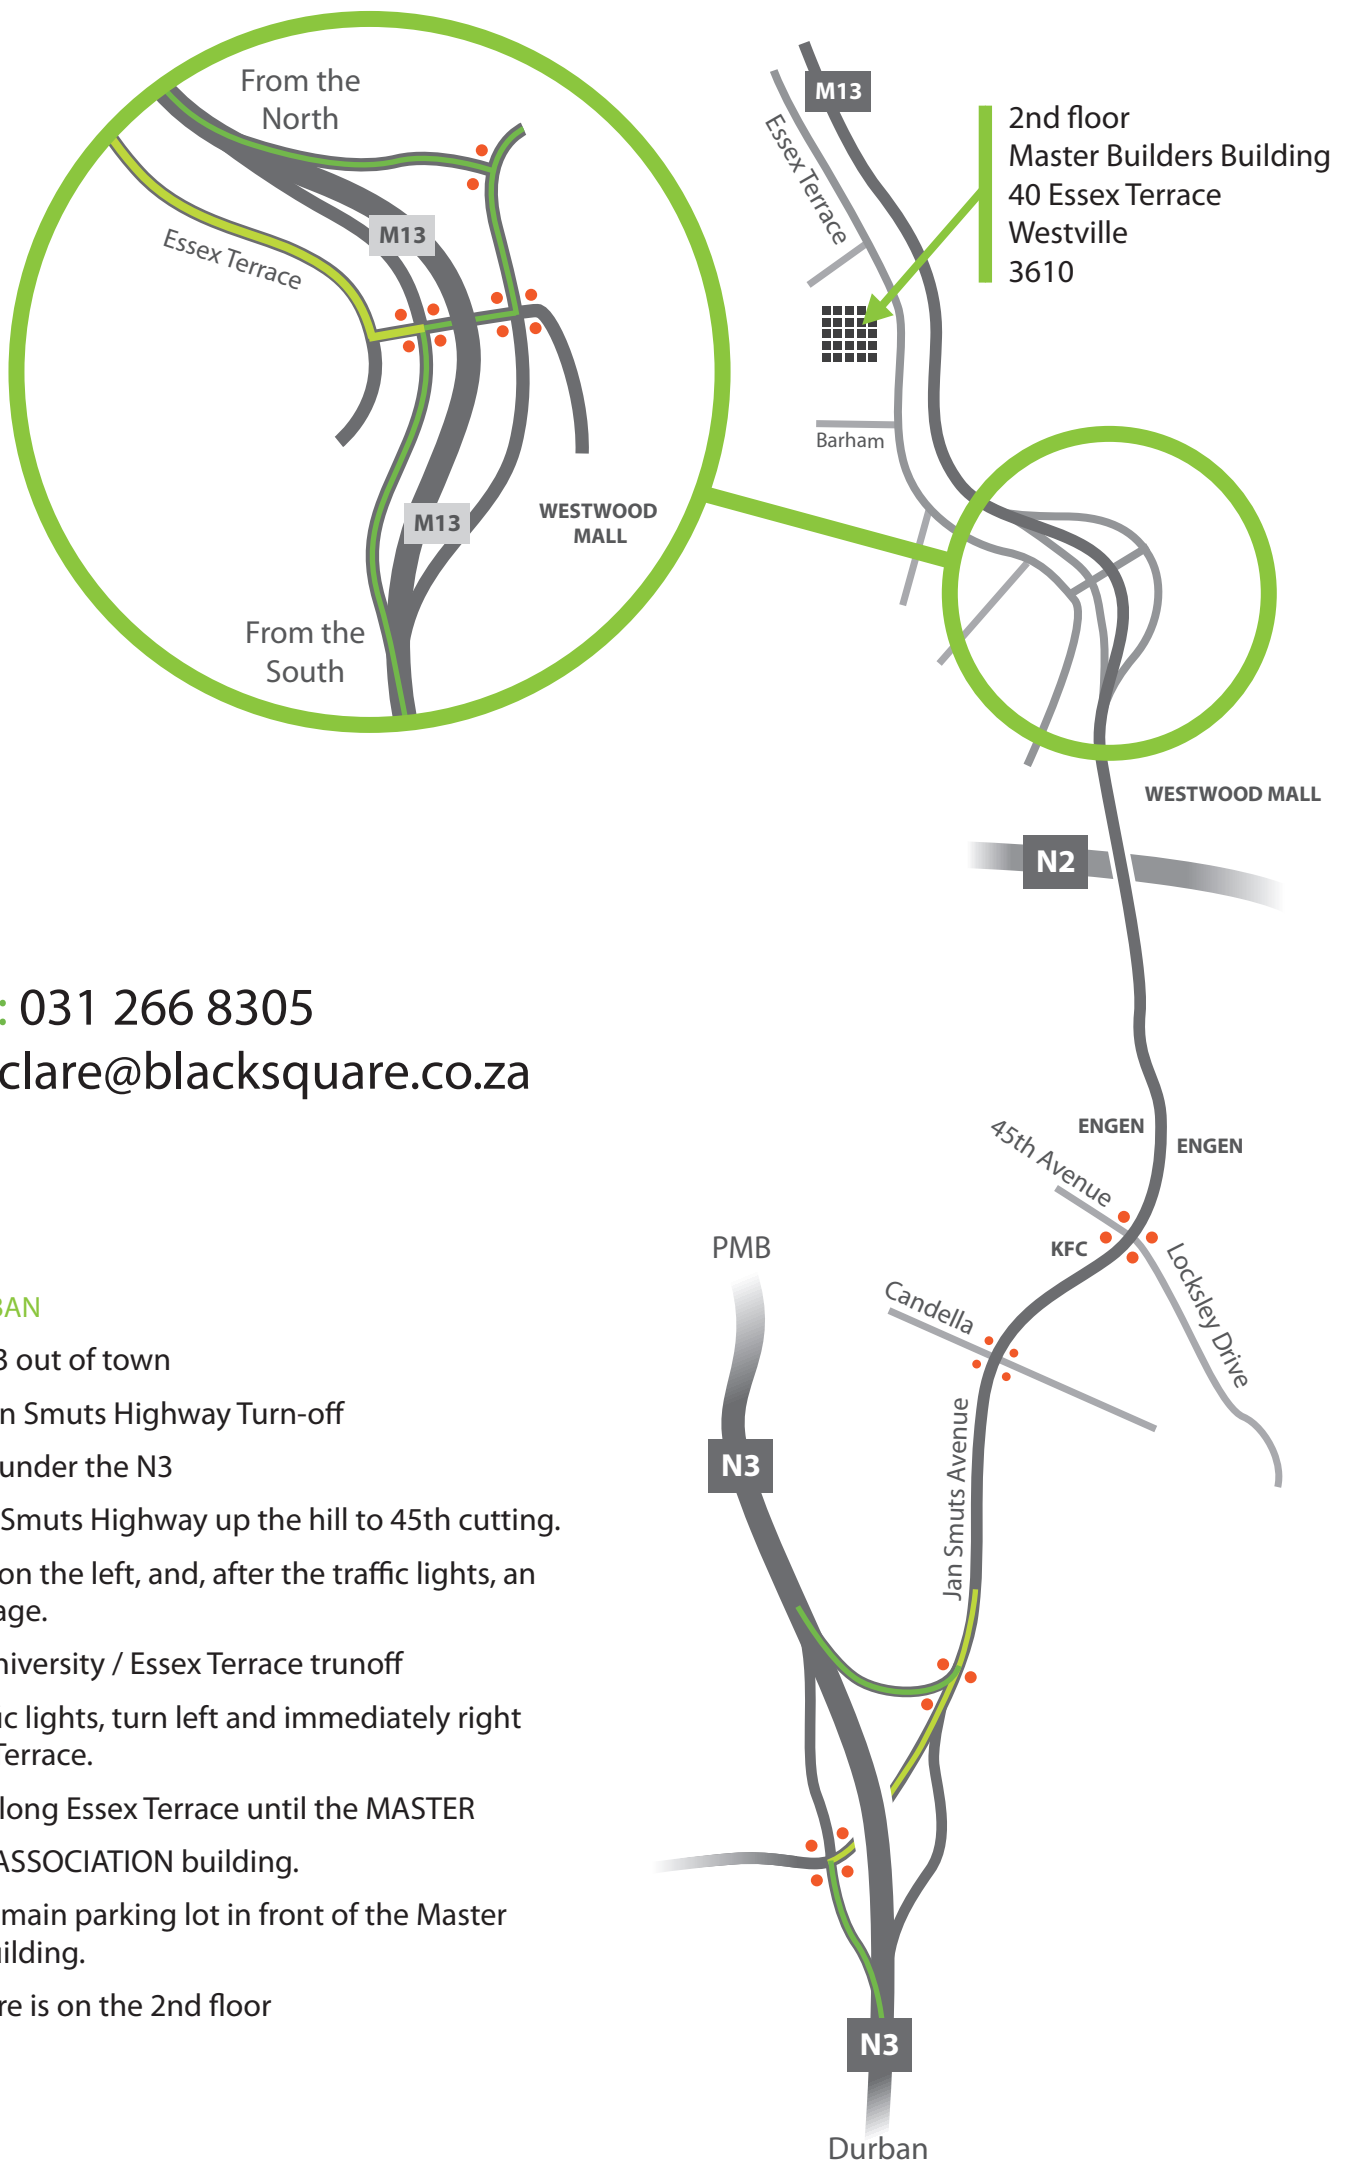 From the
North
M13
Essex Terrace
M13
WESTWOOD
MALL
From the
South
M13
Essex Terrace
2nd floor
Master Builders Building
40 Essex Terrace
Westville
3610
Barham
WESTWOOD MALL
N2
: 031 266 8305
clare@blacksquare.co.za
ENGEN
ENGEN
45th Avenue
KFC
Locksley Drive
PMB
Candella
N3
Jan Smuts Avenue
N3
Durban
BAN
3 out of town
n Smuts Highway Turn-off
under the N3
Smuts Highway up the hill to 45th cutting.
on the left, and, after the traffic lights, an
age.
niversity / Essex Terrace trunoff
ic lights, turn left and immediately right
Terrace.
long Essex Terrace until the MASTER
ASSOCIATION building.
main parking lot in front of the Master
uilding.
re is on the 2nd floor